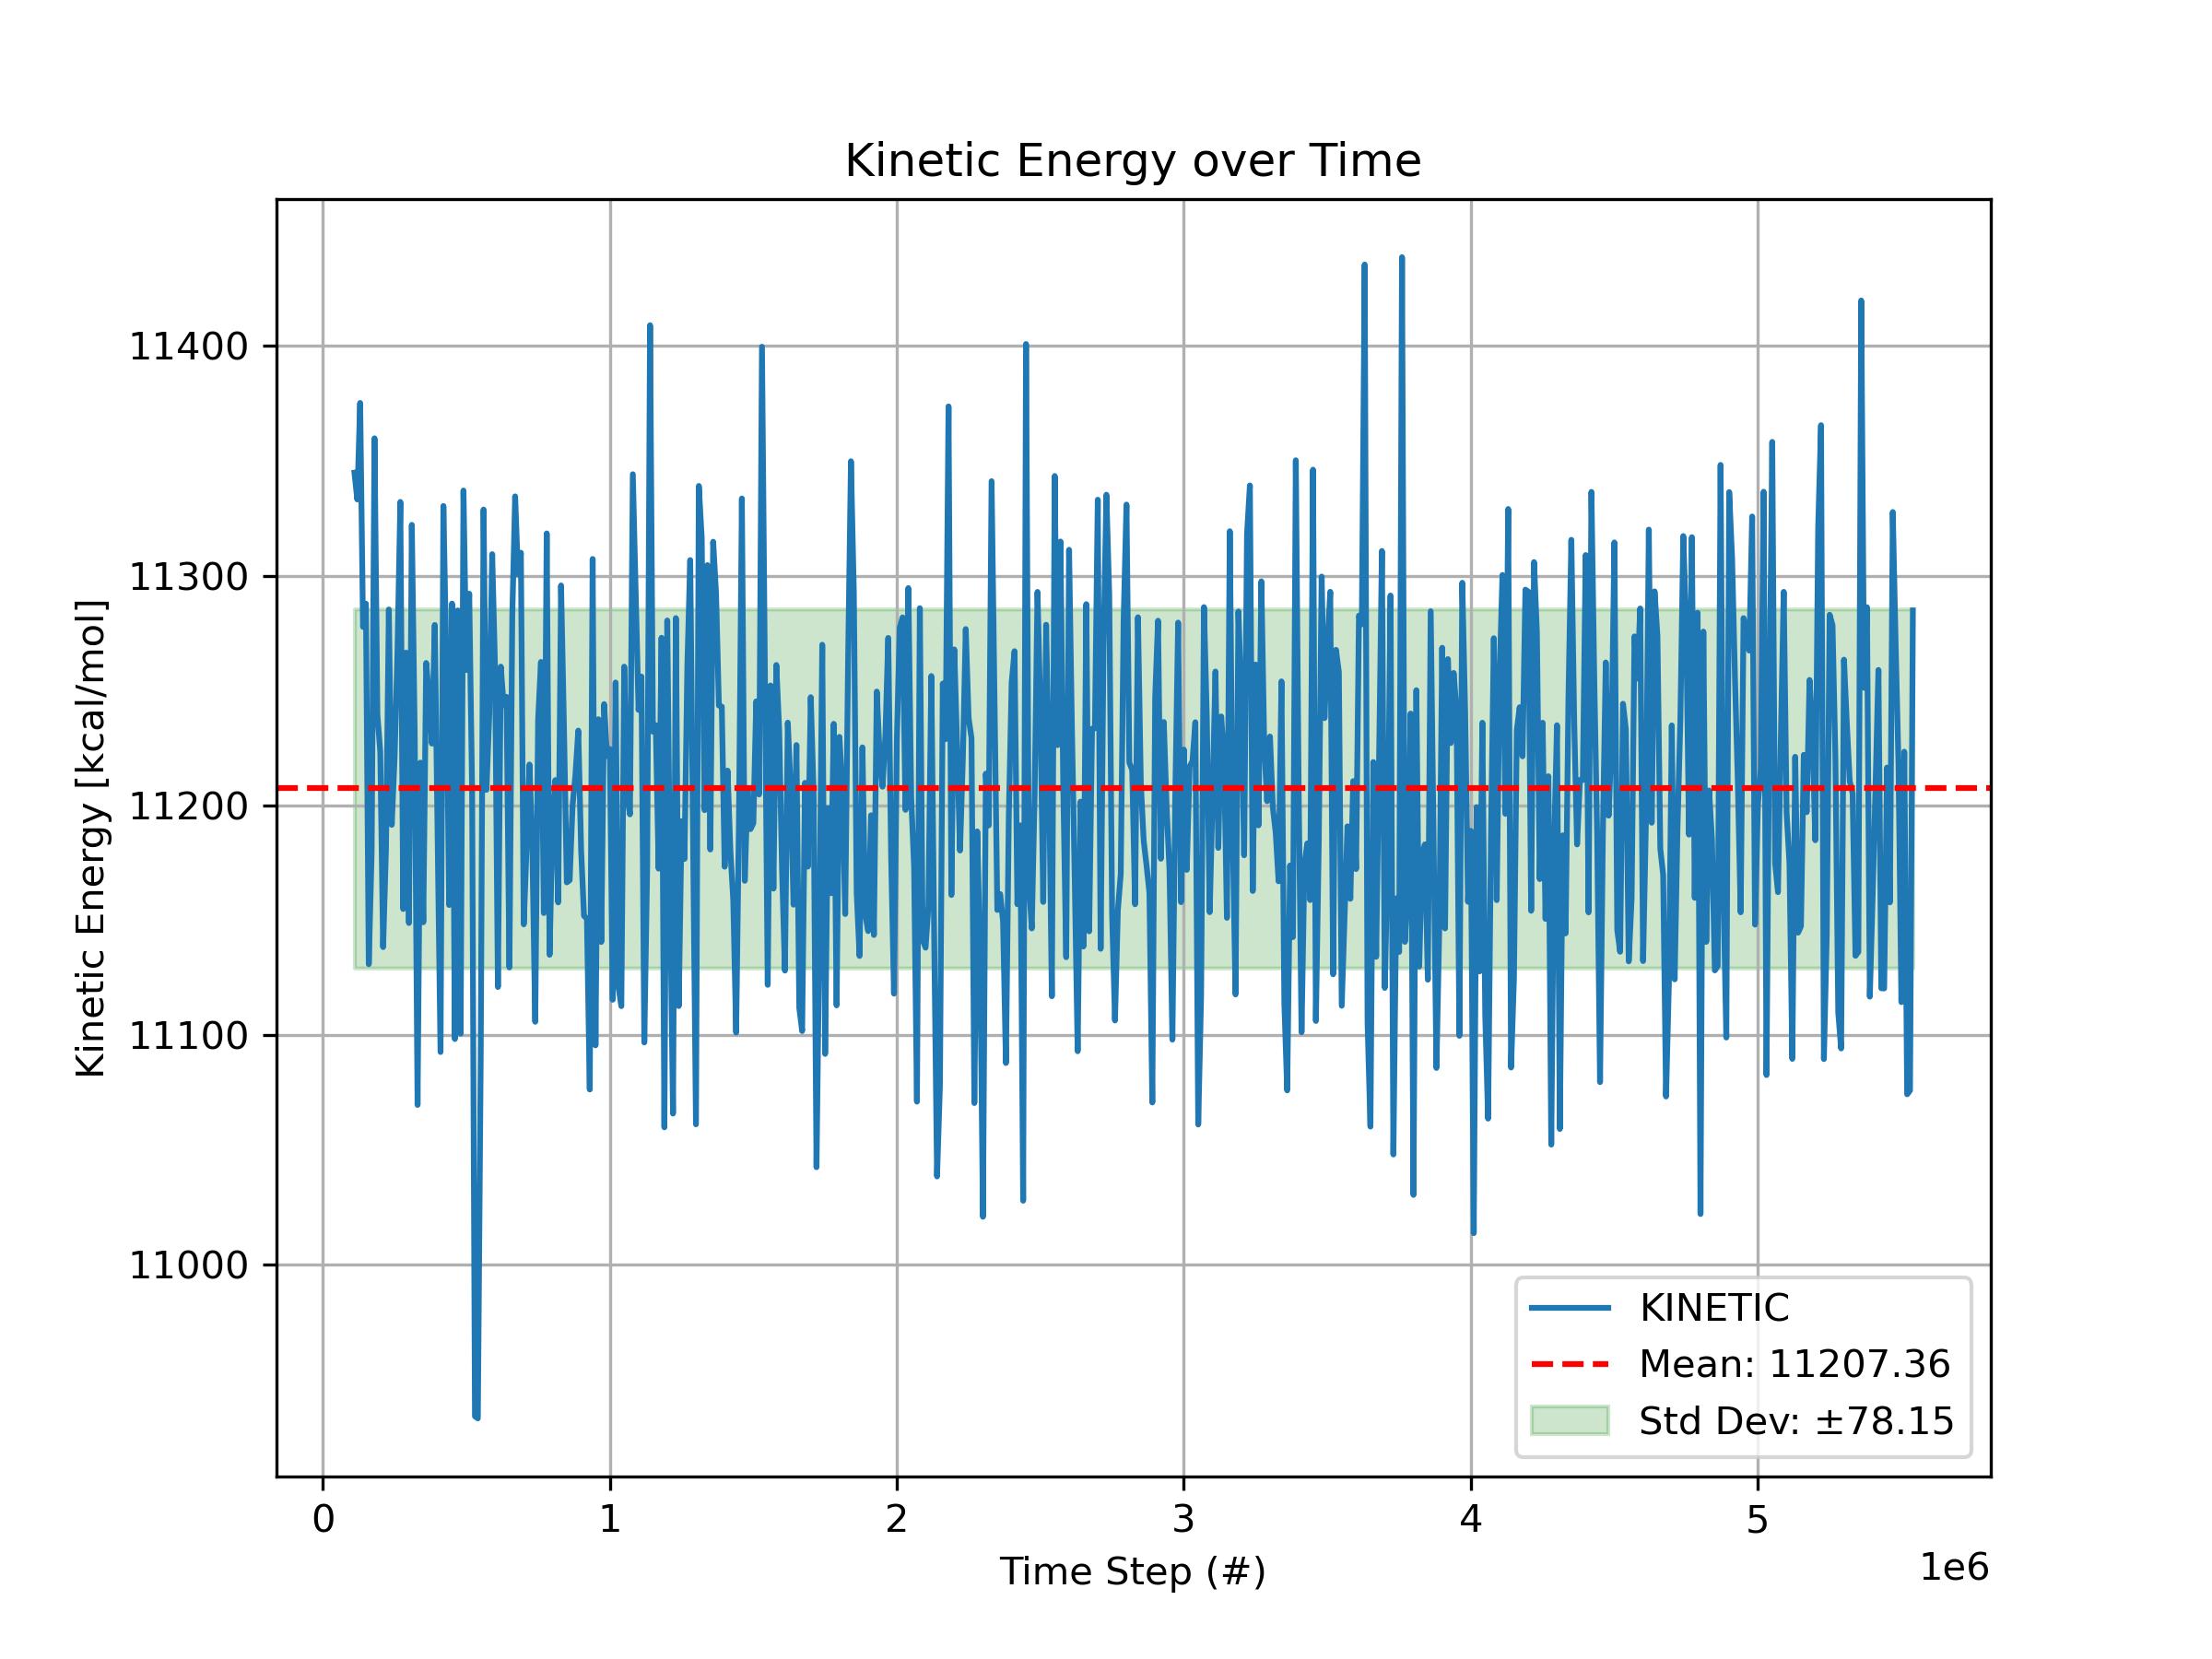 Kinetic Energy over Time
Kinetic Energy [kcal/mol]
11400
11300
11200
11100
11000
KINETIC
Mean: 11207.36
Std Dev: ±78.15
0 1 2 3 4 5
Time Step (#)
1e6